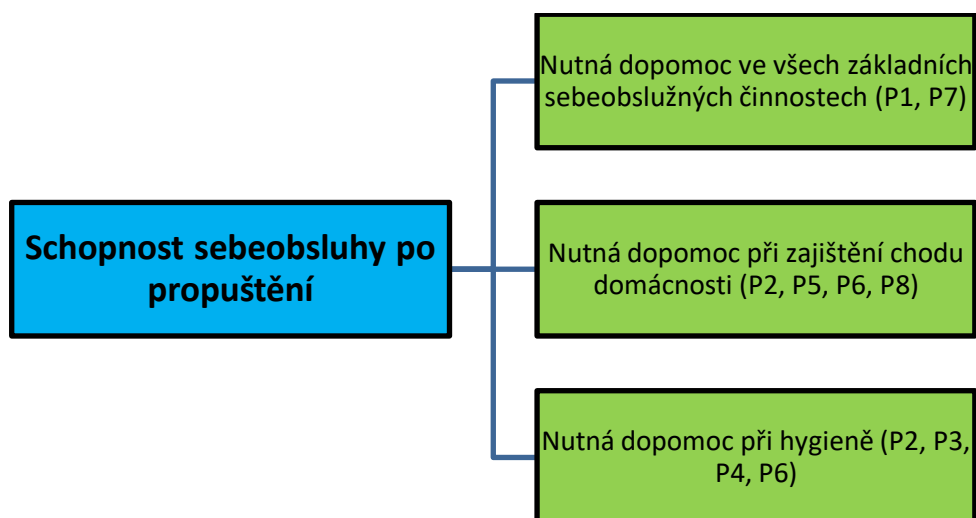 Nutná dopomoc ve všech základních
sebeobslužných činnostech (P1, P7)
Schopnost sebeobsluhy po
propuštění
Nutná dopomoc při zajištění chodu
domácnosti (P2, P5, P6, P8)
Nutná dopomoc při hygieně (P2, P3,
P4, P6)